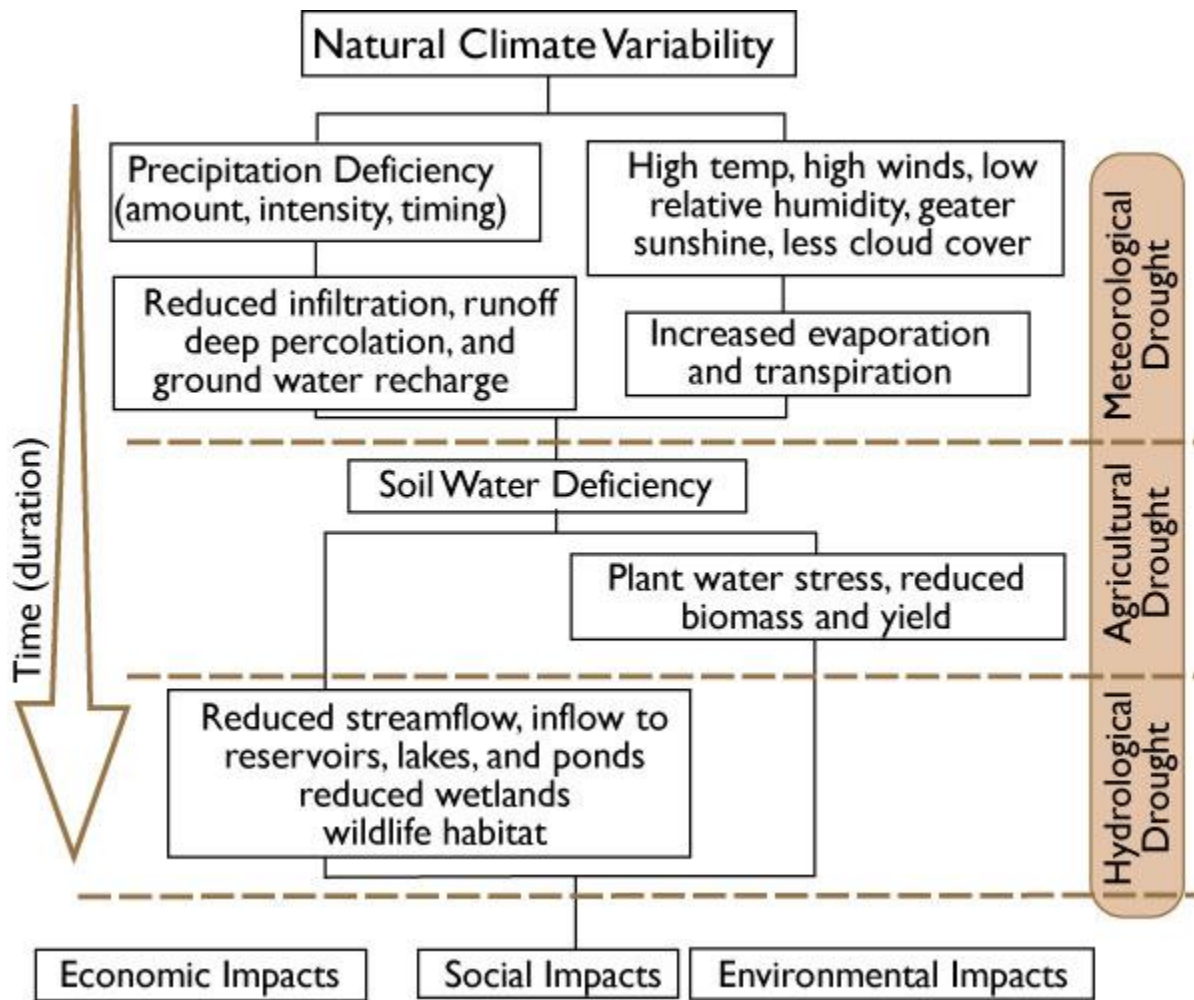 Natural Climate Variability
Precipitation Deficiency
(amount, intensity, timing)
High temp, high winds, low
relative humidity, geater
sunshine, less cloud cover
Reduced infiltration, runoff
deep percolation, and
ground water recharge
Increased evaporation
and transpiration
Meteorological
Drought
Time (duration)
Soil Water Deficiency
Plant water stress, reduced
biomass and yield
Agricultural
Drought
Reduced streamflow, inflow to
reservoirs, lakes, and ponds
reduced wetlands
wildlife habitat
Hydrological
Drought
Economic Impacts
Social Impacts
Environmental Impacts